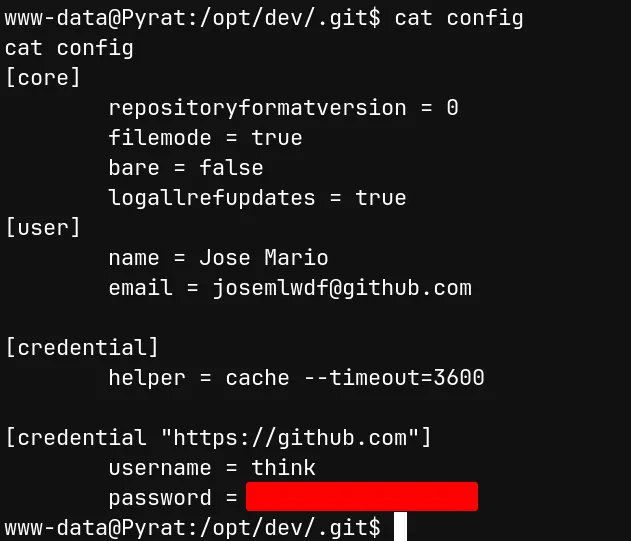 www-data@Pyrat:/opt/dev/.git$ cat config
cat config
[core]
        repositoryformatversion = 0
        filemode = true
        bare = false
        logallrefupdates = true
[user]
        name = Jose Mario
        email = josemlwdf@github.com

[credential]
        helper = cache --timeout=3600

[credential "https://github.com"]
        username = think
        password =
www-data@Pyrat:/opt/dev/.git$